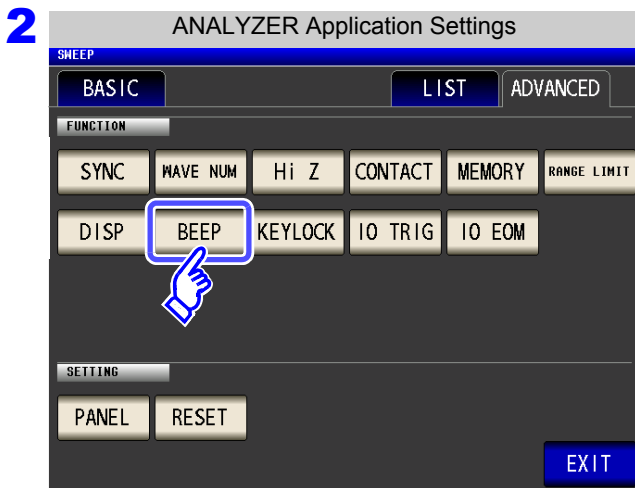 2
ANALYZER Application Settings
SWEEP
BASIC LIST ADVANCED
FUNCTION
SYNC WAVE NUM Hi Z CONTACT MEMORY RANGE LIMIT
DISP BEEP KEYLOCK IO TRIG IO EOM
SETTING
PANEL RESET
EXIT